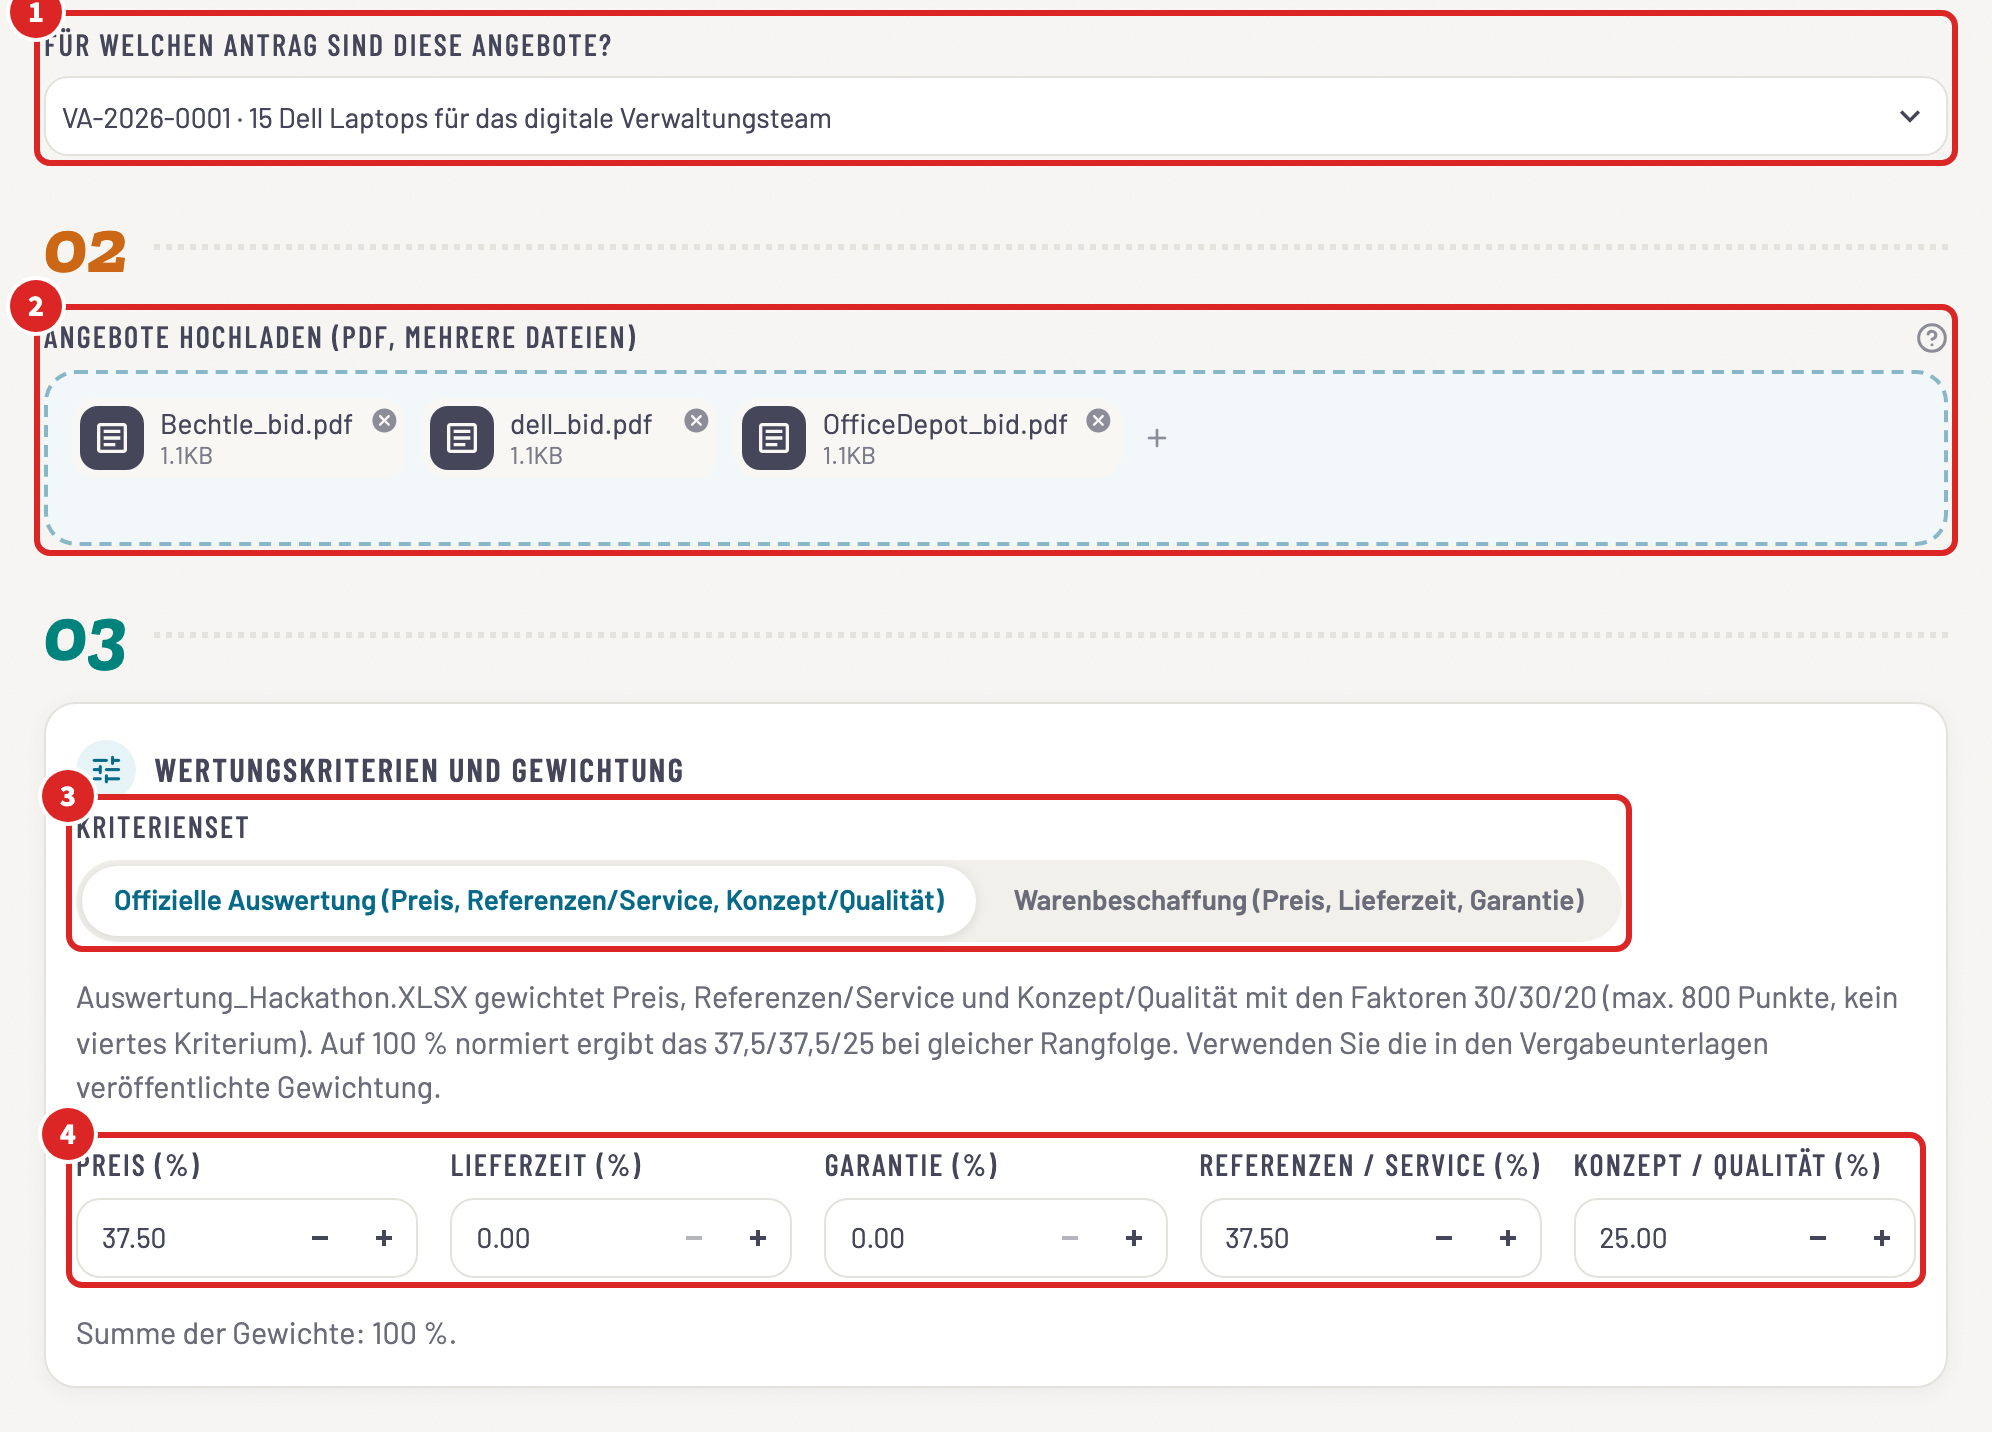 1
FÜR WELCHEN ANTRAG SIND DIESE ANGEBOTE?
VA-2026-0001 · 15 Dell Laptops für das digitale Verwaltungsteam
02
2
ANGEBOTE HOCHLADEN (PDF, MEHRERE DATEIEN)
?
Bechtle_bid.pdf
1.1KB
dell_bid.pdf
1.1KB
OfficeDepot_bid.pdf
1.1KB
+
03
WERTUNGSKRITERIEN UND GEWICHTUNG
3
KRITERIENSET
Offizielle Auswertung (Preis, Referenzen/Service, Konzept/Qualität)
Warenbeschaffung (Preis, Lieferzeit, Garantie)
Auswertung_Hackathon.XLSX gewichtet Preis, Referenzen/Service und Konzept/Qualität mit den Faktoren 30/30/20 (max. 800 Punkte, kein
viertes Kriterium). Auf 100 % normiert ergibt das 37,5/37,5/25 bei gleicher Rangfolge. Verwenden Sie die in den Vergabeunterlagen
veröffentlichte Gewichtung.
4
PREIS (%)
37.50 − +
LIEFERZEIT (%)
0.00 − +
GARANTIE (%)
0.00 − +
REFERENZEN / SERVICE (%)
37.50 − +
KONZEPT / QUALITÄT (%)
25.00 − +
Summe der Gewichte: 100 %.